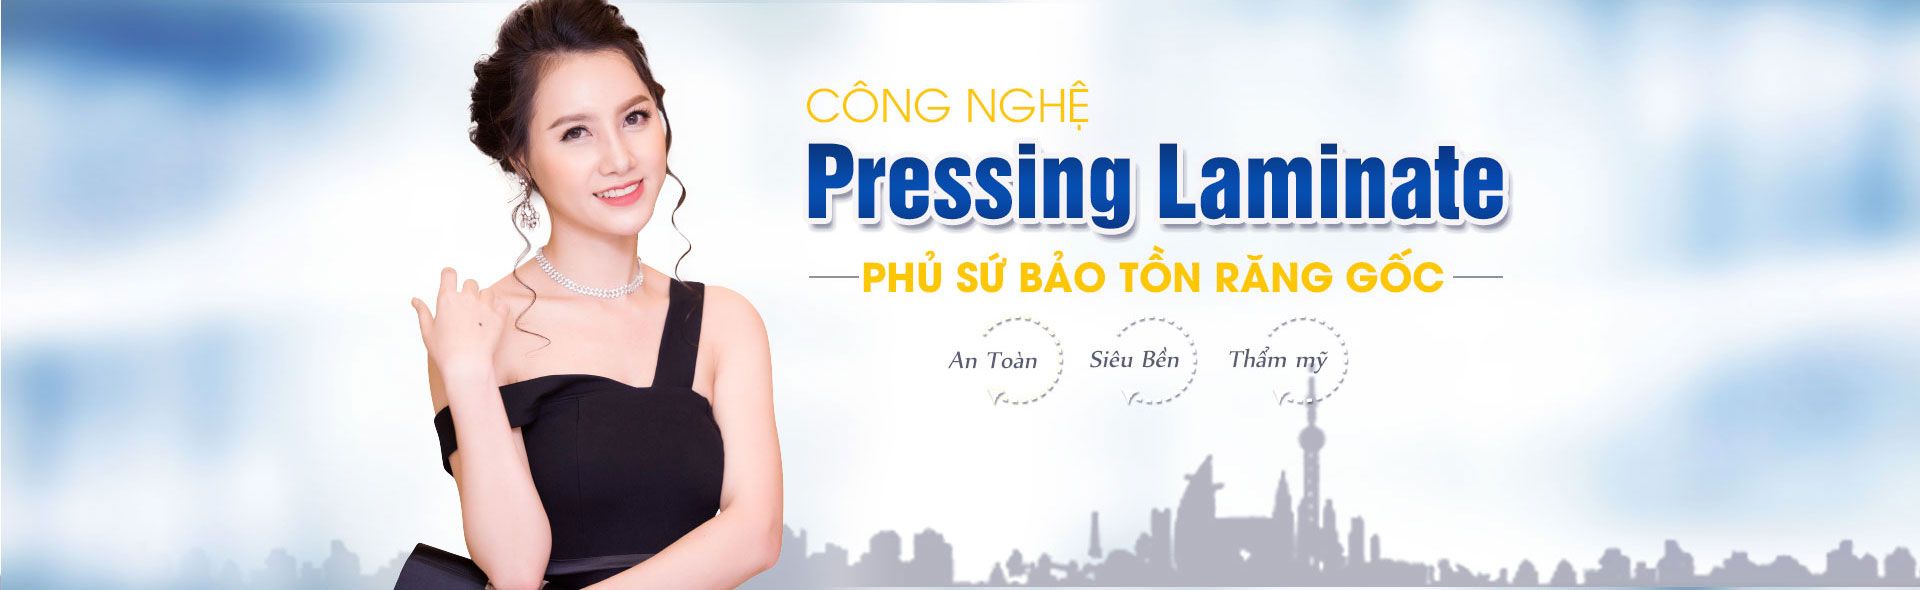 CÔNG NGHỆ
Pressing Laminate
PHỦ SỨ BẢO TỒN RĂNG GỐC
An Toàn Siêu Bền Thẩm mỹ